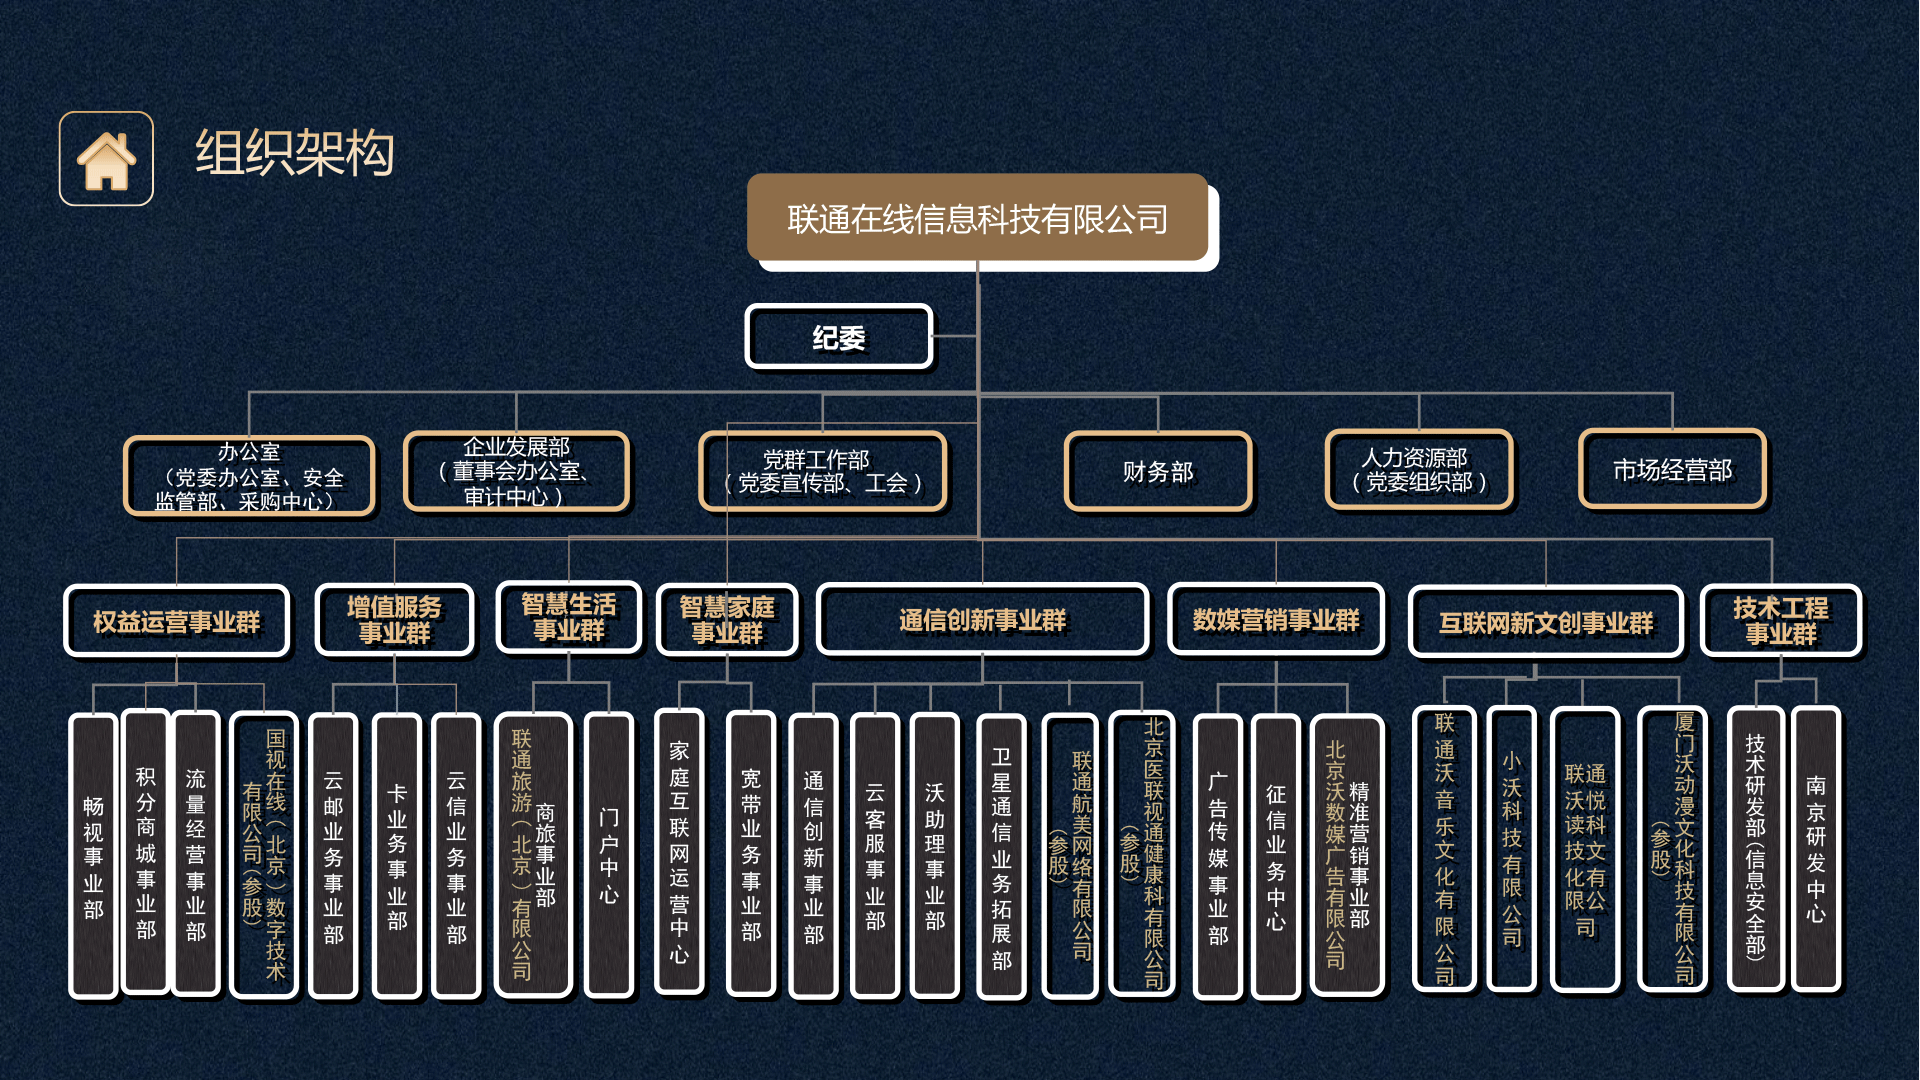 组织架构
联通在线信息科技有限公司
纪委
办公室
（党委办公室、安全
监管部、采购中心）
企业发展部
（董事会办公室、
审计中心）
党群工作部
（党委宣传部、工会）
财务部
人力资源部
（党委组织部）
市场经营部
权益运营事业群
增值服务
事业群
智慧生活
事业群
智慧家庭
事业群
通信创新事业群
数媒营销事业群
互联网新文创事业群
技术工程
事业群
畅视事业部
积分商城事业部
流量经营事业部
国视在线（北京）数字技术
有限公司（参股）
云邮业务事业部
卡业务事业部
云信业务事业部
商旅事业部
联通旅游（北京）有限公司
门户中心
家庭互联网运营中心
宽带业务事业部
通信创新事业部
云客服事业部
沃助理事业部
卫星通信业务拓展部
联通航美网络有限公司
（参股）
北京医联视通健康科有限公司
（参股）
广告传媒事业部
征信业务中心
精准营销事业部
北京沃数媒广告有限公司
联通沃音乐文化有限公司
小沃科技有限公司
联通沃悦读科技文化有限公司
厦门沃动漫文化科技有限公司
（参股）
技术研发部（信息安全部）
南京研发中心